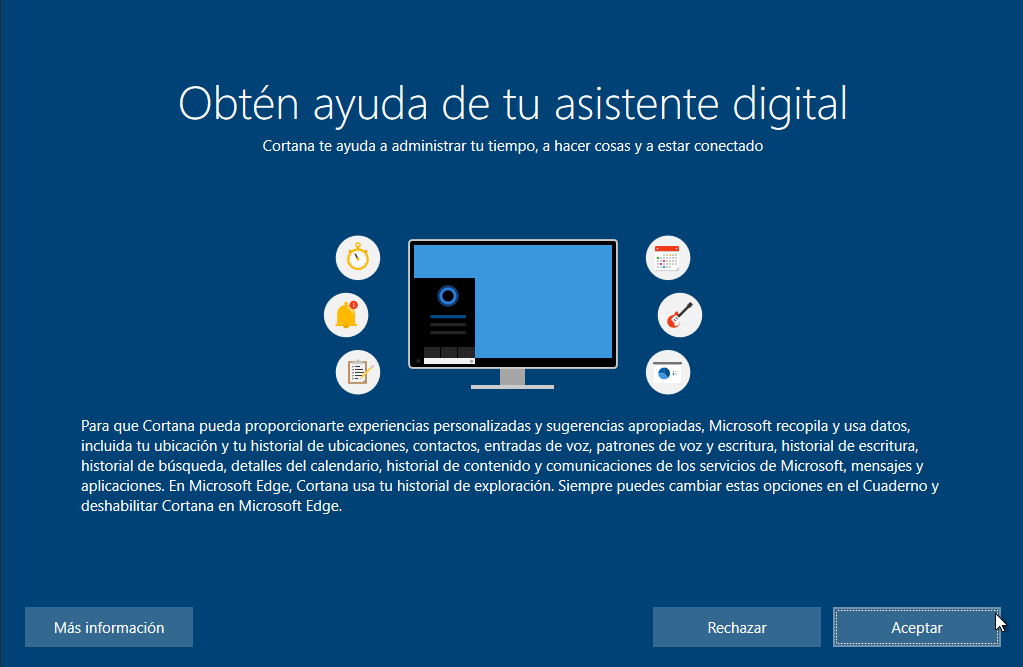 Obtén ayuda de tu asistente digital
Cortana te ayuda a administrar tu tiempo, a hacer cosas y a estar conectado
Para que Cortana pueda proporcionarte experiencias personalizadas y sugerencias apropiadas, Microsoft recopila y usa datos,
incluida tu ubicación y tu historial de ubicaciones, contactos, entradas de voz, patrones de voz y escritura, historial de escritura,
historial de búsqueda, detalles del calendario, historial de contenido y comunicaciones de los servicios de Microsoft, mensajes y
aplicaciones. En Microsoft Edge, Cortana usa tu historial de exploración. Siempre puedes cambiar estas opciones en el Cuaderno y
deshabilitar Cortana en Microsoft Edge.
Más información
Rechazar
Aceptar